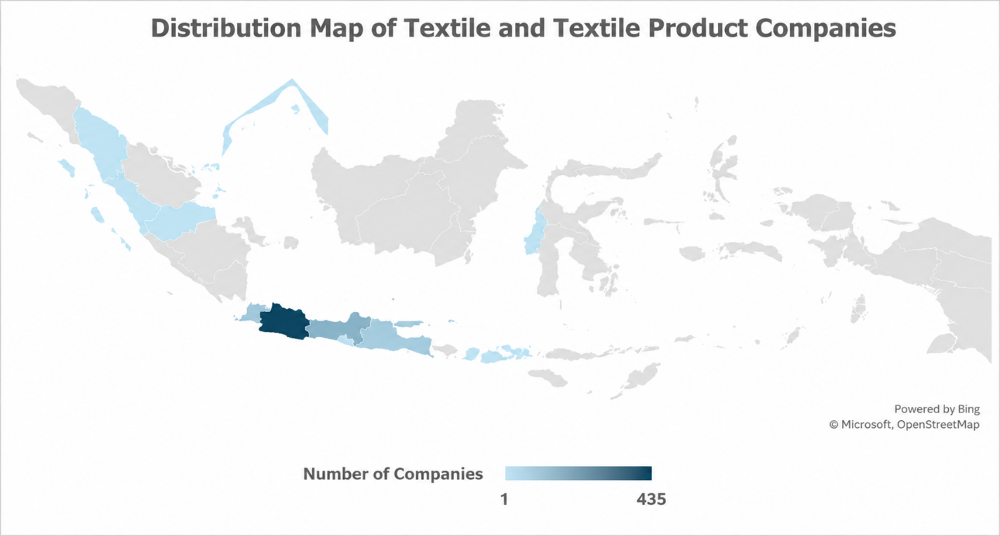 Distribution Map of Textile and Textile Product Companies
Powered by Bing
© Microsoft, OpenStreetMap
Number of Companies
1 435